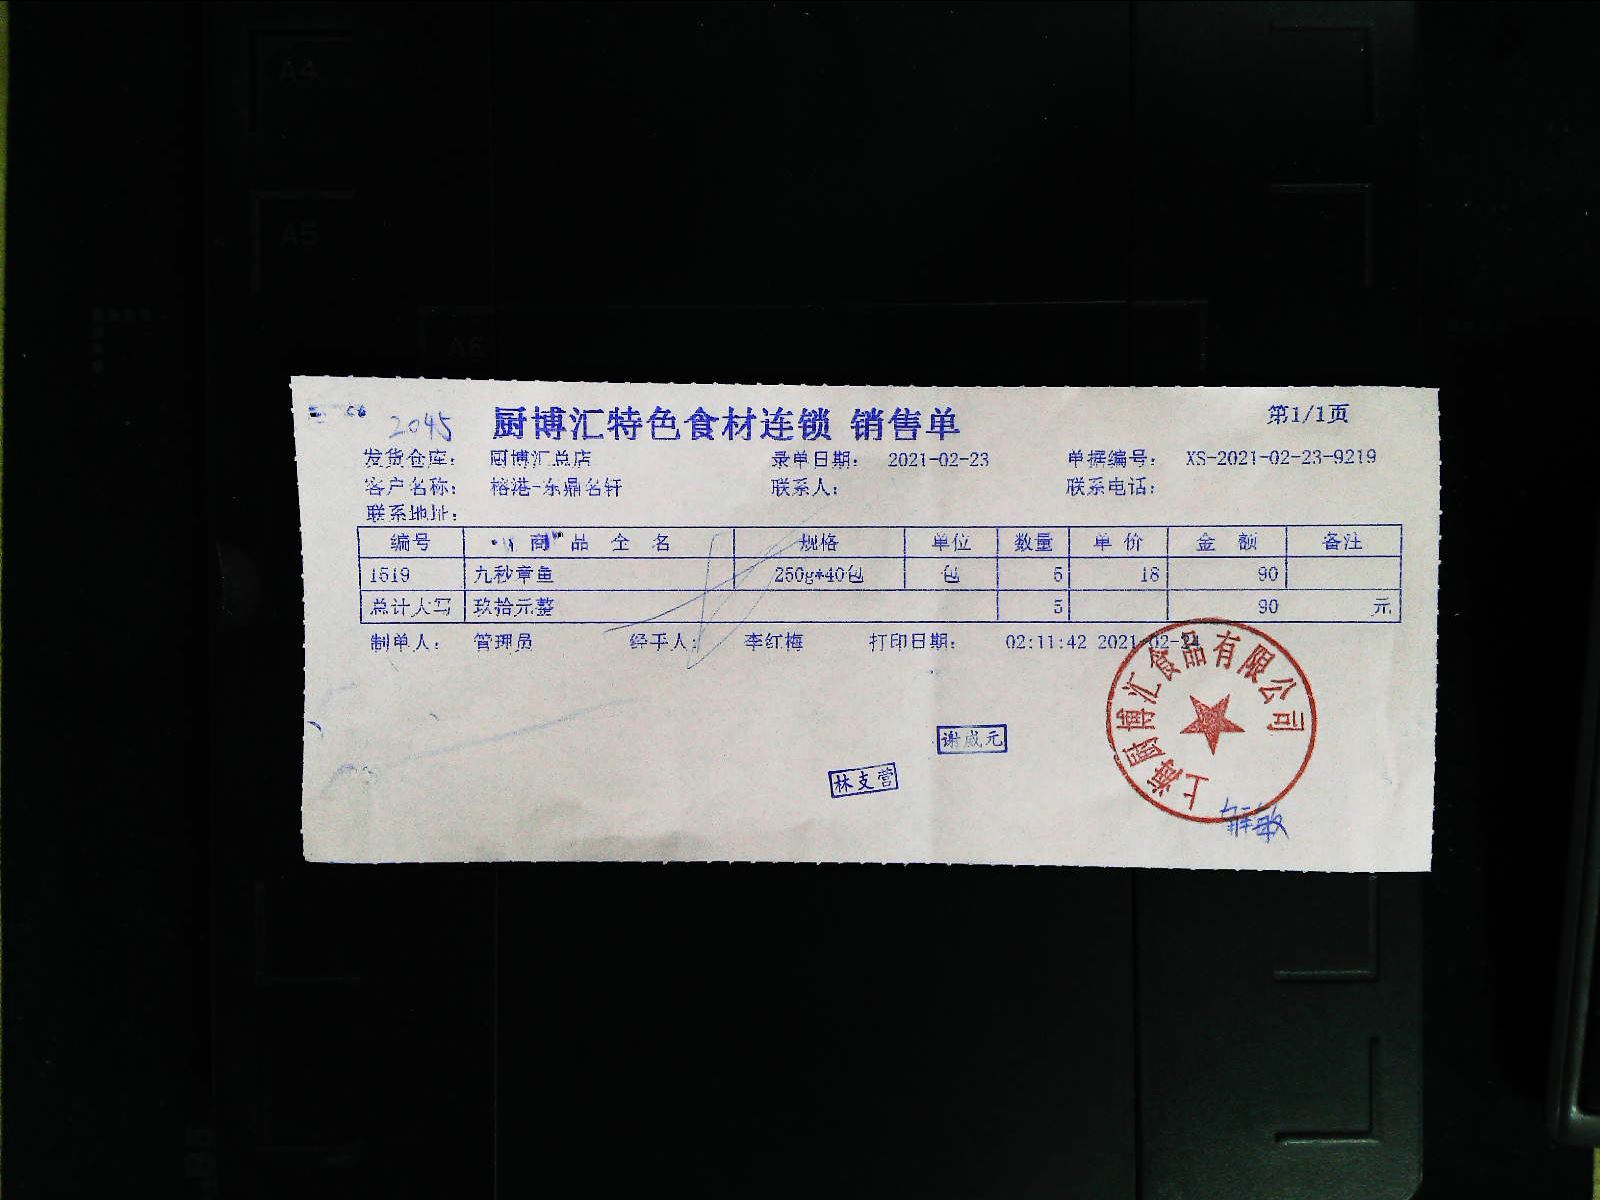 A4
A5
A6
2045
厨博汇特色食材连锁 销售单
第1/1页
发货仓库: 厨博汇总店 录单日期: 2021-02-23 单据编号: XS-2021-02-23-9219
客户名称: 榕港-东鼎名轩 联系人: 联系电话:
联系地址:
编号 商品全名 规格 单位 数量 单价 金额 备注
1519 九秒章鱼 250g*40包 包 5 18 90
总计大写 玖拾元整 5 90 元
制单人: 管理员 经手人: 李红梅 打印日期: 02:11:42 2021-02-24
上海厨博汇食品有限公司
谢威元
林支营